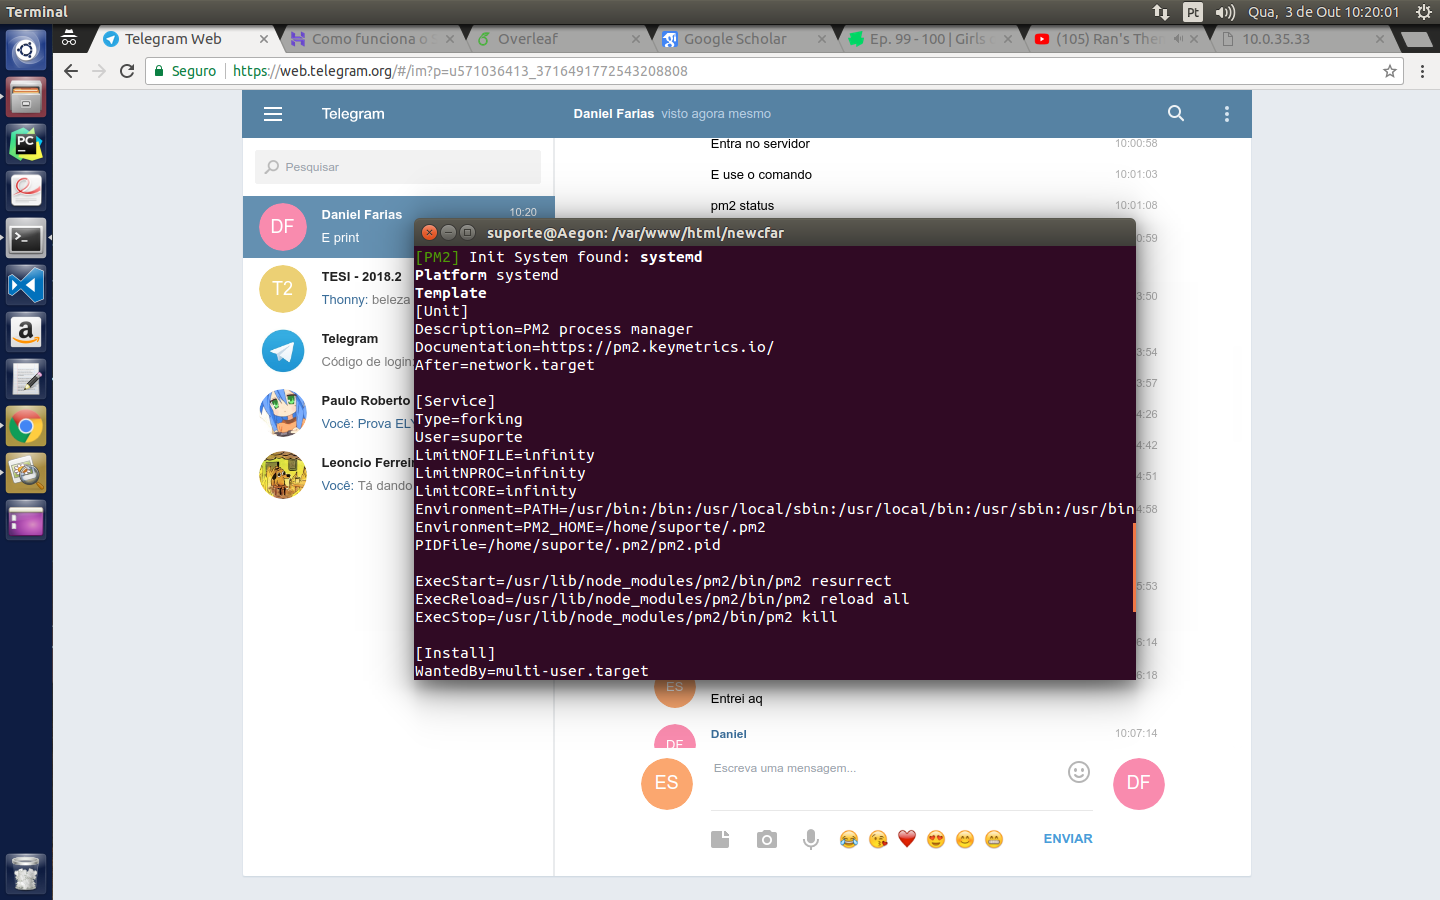 Terminal
Pt
Qua, 3 de Out 10:20:01
Telegram Web
Como funciona o
Overleaf
Google Scholar
Ep. 99 - 100 | Girls
(105) Ran's Them
10.0.35.33
Seguro
https://web.telegram.org/#/im?p=u571036413_3716491772543208808
Telegram
Daniel Farias visto agora mesmo
Pesquisar
DF
Daniel Farias
10:20
E print
T2
TESI - 2018.2
Thonny: beleza
Telegram
Código de login
Paulo Roberto
Você: Prova EL
Leoncio Ferrei
Você: Tá dando
Entra no servidor
10:00:58
E use o comando
10:01:03
pm2 status
10:01:08
suporte@Aegon: /var/www/html/newcfar
[PM2] Init System found: systemd
Platform systemd
Template
[Unit]
Description=PM2 process manager
Documentation=https://pm2.keymetrics.io/
After=network.target
[Service]
Type=forking
User=suporte
LimitNOFILE=infinity
LimitNPROC=infinity
LimitCORE=infinity
Environment=PATH=/usr/bin:/bin:/usr/local/sbin:/usr/local/bin:/usr/sbin:/usr/bin
Environment=PM2_HOME=/home/suporte/.pm2
PIDFile=/home/suporte/.pm2/pm2.pid
ExecStart=/usr/lib/node_modules/pm2/bin/pm2 resurrect
ExecReload=/usr/lib/node_modules/pm2/bin/pm2 reload all
ExecStop=/usr/lib/node_modules/pm2/bin/pm2 kill
[Install]
WantedBy=multi-user.target
0:59
3:50
3:54
3:57
4:26
4:42
4:51
4:58
5:53
6:14
6:18
ES
Entrei aq
DF
Daniel
10:07:14
ES
Escreva uma mensagem...
DF
ENVIAR
PC